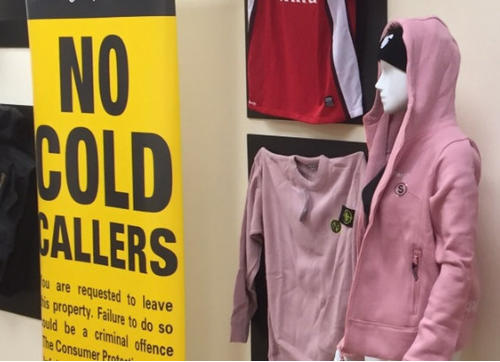 NO
COLD
CALLERS
You are requested to leave
this property. Failure to do so
could be a criminal offence
The Consumer
S